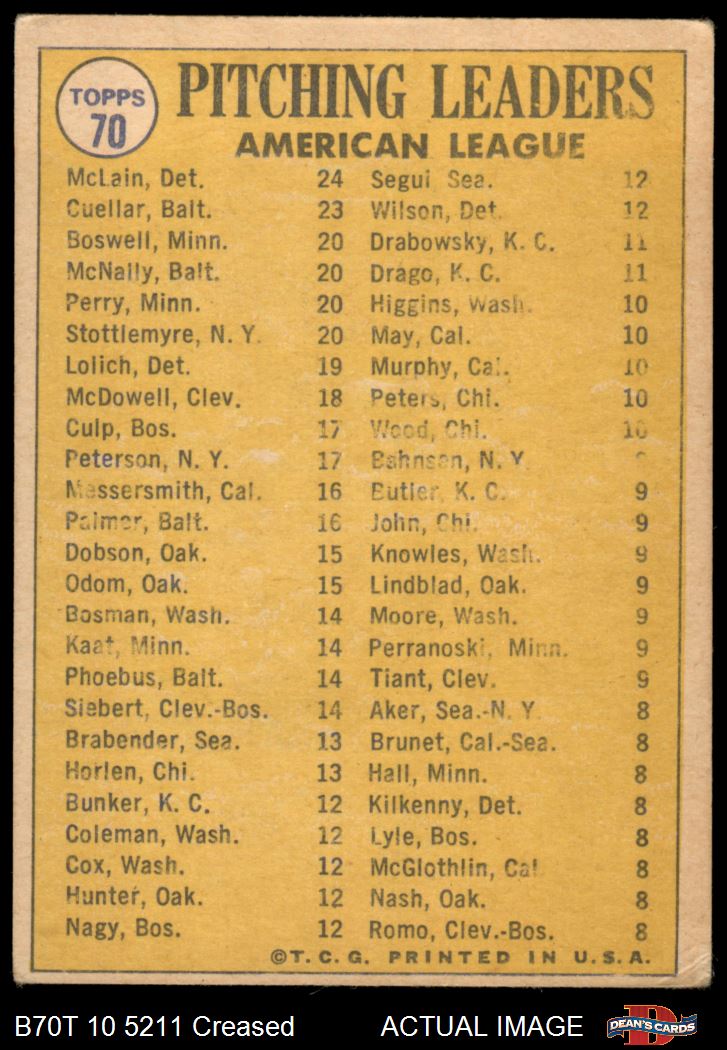 TOPPS
70
PITCHING LEADERS
AMERICAN LEAGUE
McLain, Det. 24
Cuellar, Balt. 23
Boswell, Minn. 20
McNally, Balt. 20
Perry, Minn. 20
Stottlemyre, N. Y. 20
Lolich, Det. 19
McDowell, Clev. 18
Culp, Bos. 17
Peterson, N. Y. 17
Messersmith, Cal. 16
Palmer, Balt. 16
Dobson, Oak. 15
Odom, Oak. 15
Bosman, Wash. 14
Kaat, Minn. 14
Phoebus, Balt. 14
Siebert, Clev.-Bos. 14
Brabender, Sea. 13
Horlen, Chi. 13
Bunker, K. C. 12
Coleman, Wash. 12
Cox, Wash. 12
Hunter, Oak. 12
Nagy, Bos. 12
Segui Sea. 12
Wilson, Det. 12
Drabowsky, K. C. 11
Drago, K. C. 11
Higgins, Wash. 10
May, Cal. 10
Murphy, Cal. 10
Peters, Chi. 10
Wood, Chi. 10
Bahnsen, N. Y.
Butler, K. C. 9
John, Chi. 9
Knowles, Wash. 9
Lindblad, Oak. 9
Moore, Wash. 9
Perranoski, Minn. 9
Tiant, Clev. 9
Aker, Sea.-N. Y. 8
Brunet, Cal.-Sea. 8
Hall, Minn. 8
Kilkenny, Det. 8
Lyle, Bos. 8
McGlothlin, Cal 8
Nash, Oak. 8
Romo, Clev.-Bos. 8
©T. C. G. PRINTED IN U. S. A.
B70T 10 5211 Creased ACTUAL IMAGE
DEAN'S CARDS